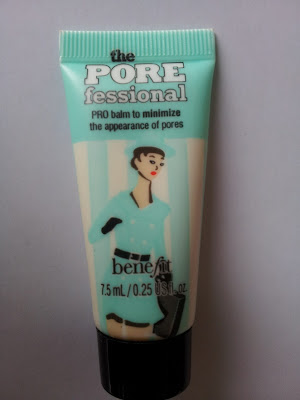 the
PORE
fessional
PRO balm to minimize
the appearance of pores
benefit
7.5 mL / 0.25 U.S. fl. oz.